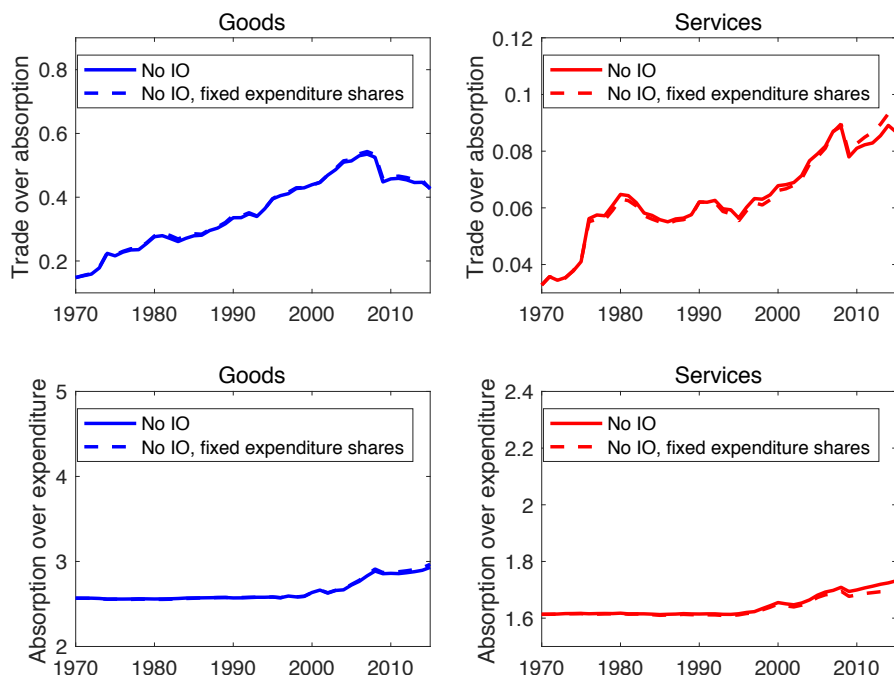 Goods
Trade over absorption
0.8
0.6
0.4
0.2
No IO
No IO, fixed expenditure shares
1970 1980 1990 2000 2010
Services
Trade over absorption
0.12
0.1
0.08
0.06
0.04
No IO
No IO, fixed expenditure shares
1970 1980 1990 2000 2010
Goods
Absorption over expenditure
5
4
3
2
No IO
No IO, fixed expenditure shares
1970 1980 1990 2000 2010
Services
Absorption over expenditure
2.4
2.2
2
1.8
1.6
No IO
No IO, fixed expenditure shares
1970 1980 1990 2000 2010